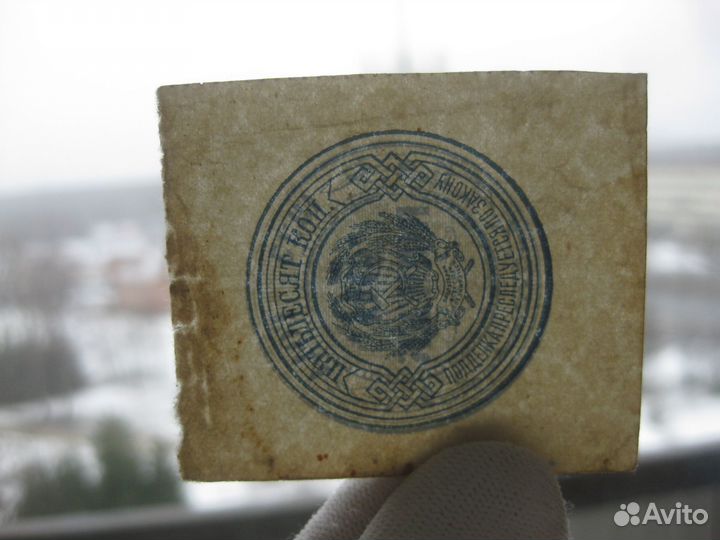 ПЯТЬДЕСЯТ КОП.
ПОДДЕЛКА ПРЕСЛЕДУЕТСЯ ПО ЗАКОНУ
Avito